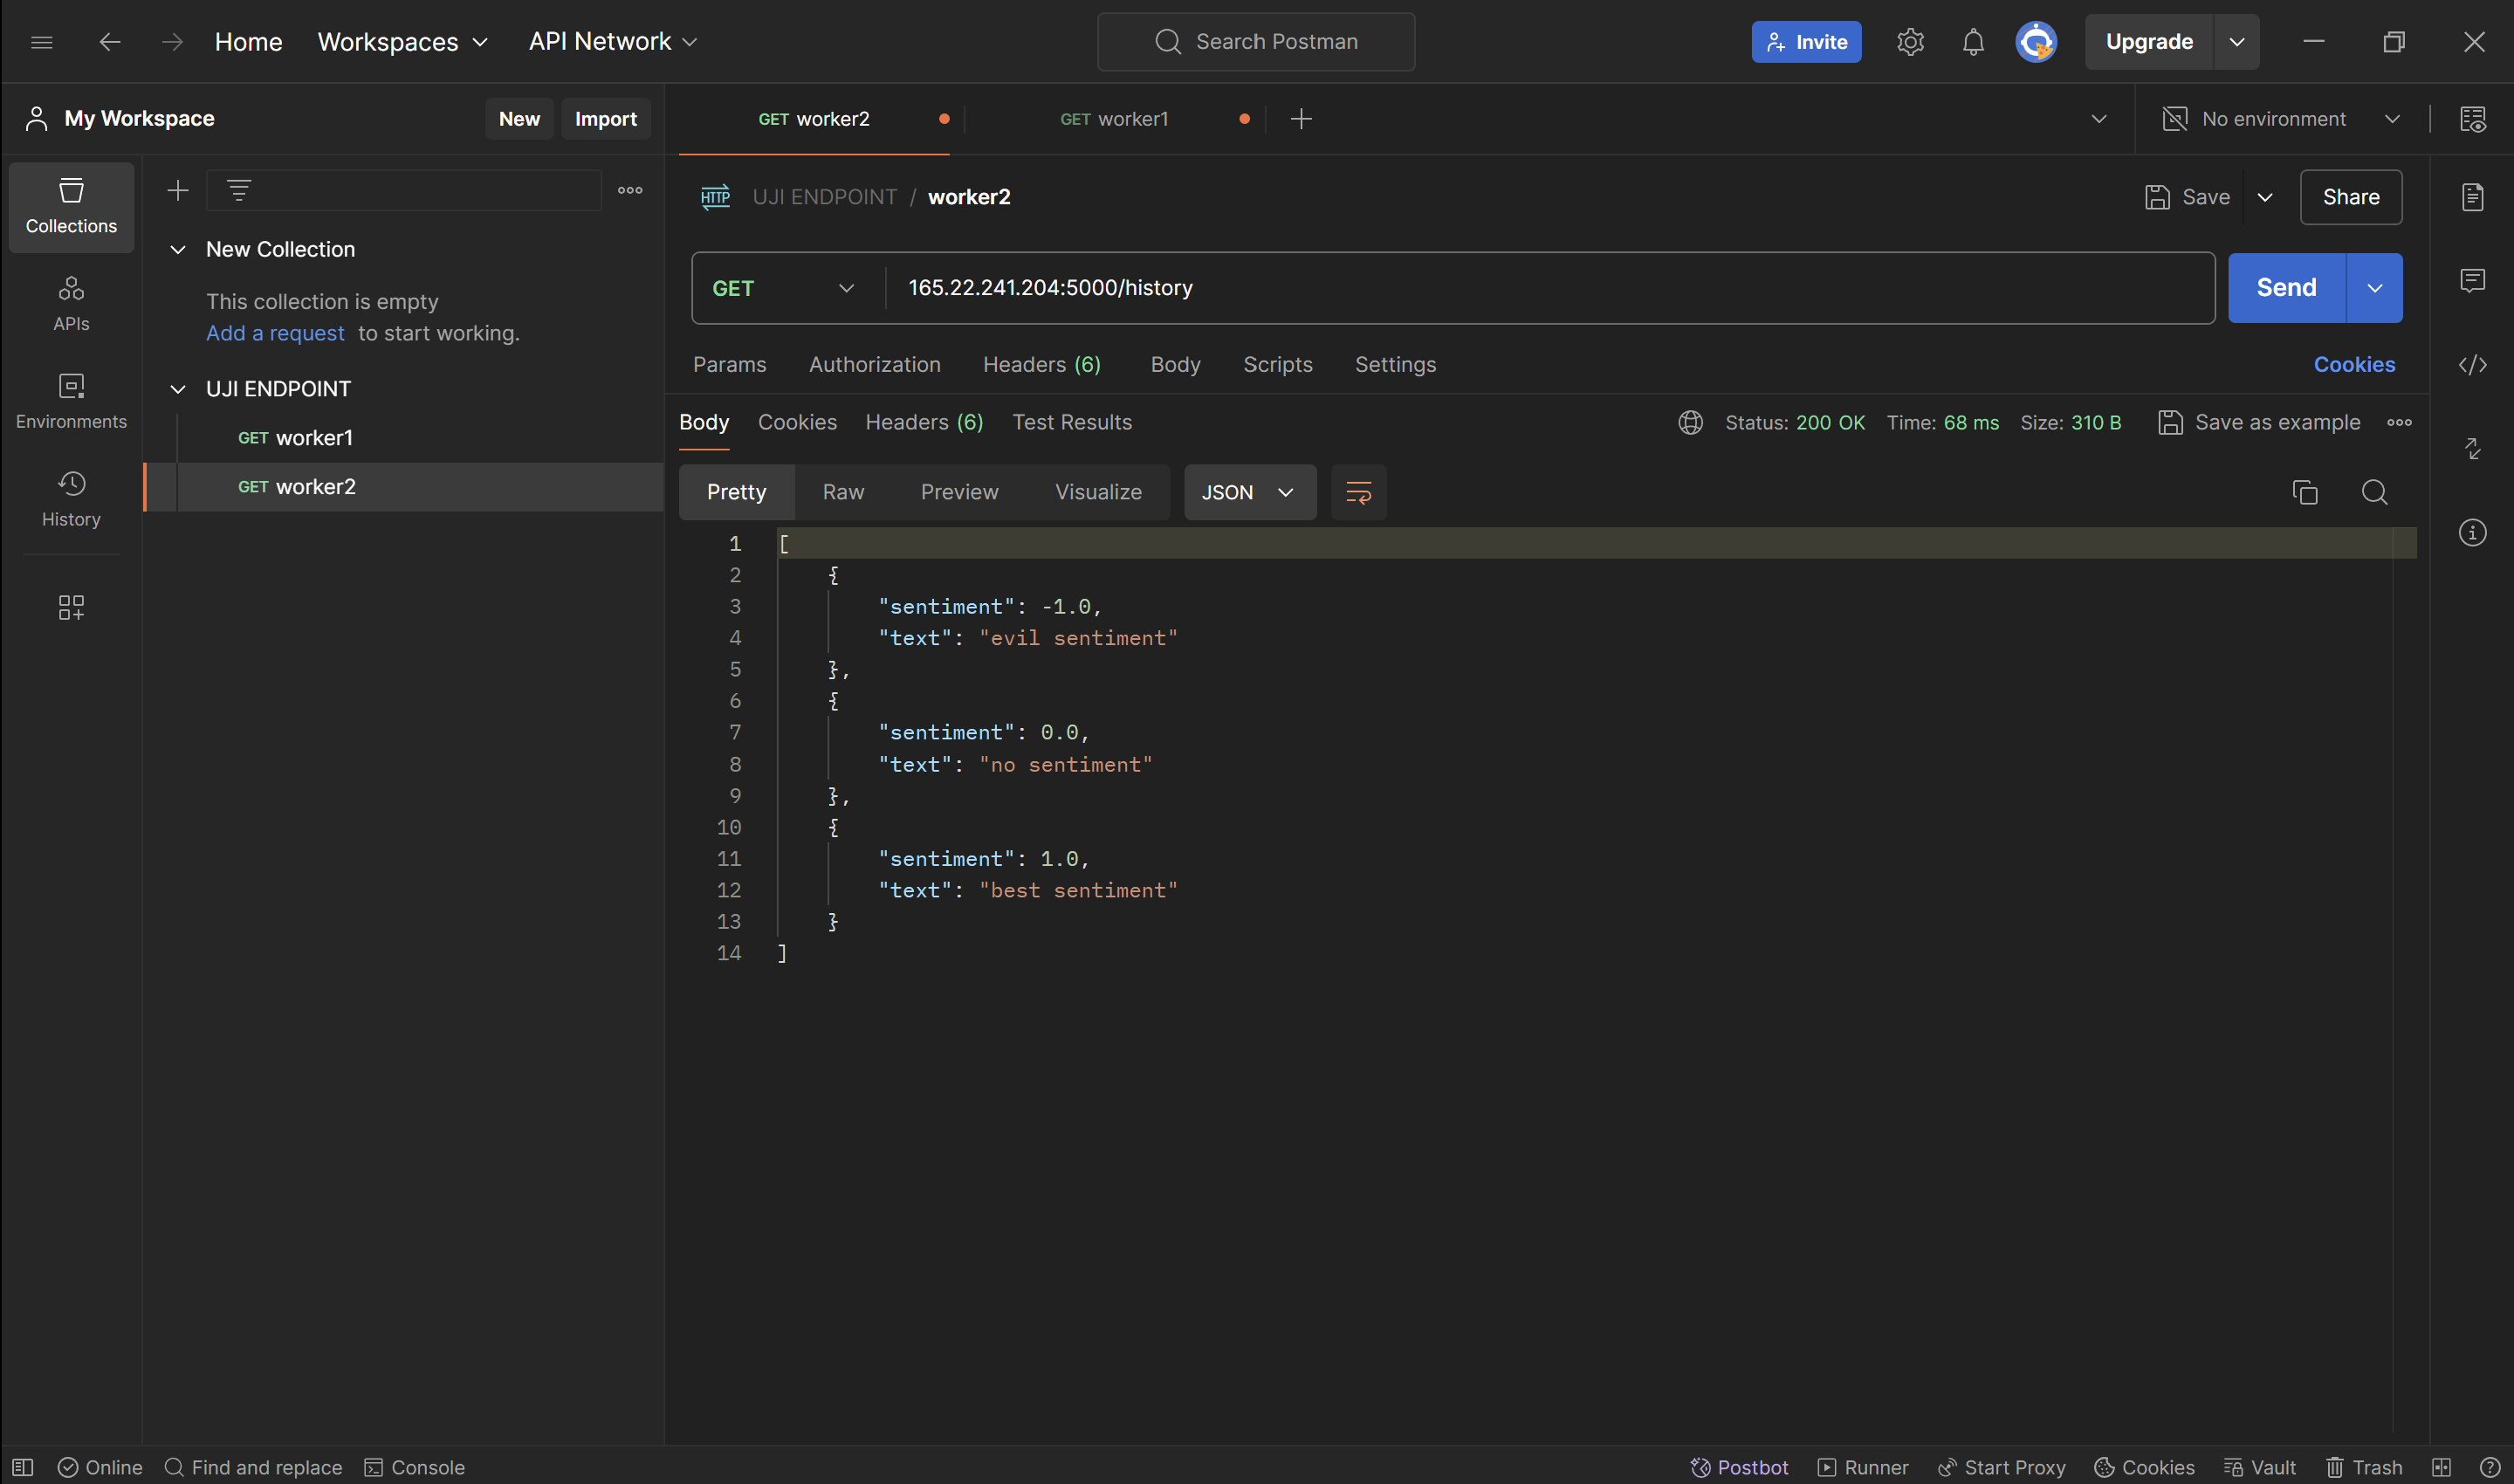 Home Workspaces API Network Search Postman Invite Upgrade
My Workspace New Import GET worker2 GET worker1 No environment
Collections
APIs
Environments
History
New Collection
This collection is empty
Add a request to start working.
UJI ENDPOINT
GET worker1
GET worker2
HTTP UJI ENDPOINT / worker2 Save Share
GET 165.22.241.204:5000/history Send
Params Authorization Headers (6) Body Scripts Settings Cookies
Body Cookies Headers (6) Test Results Status: 200 OK Time: 68 ms Size: 310 B Save as example
Pretty Raw Preview Visualize JSON
1 [
2 {
3 "sentiment": -1.0,
4 "text": "evil sentiment"
5 },
6 {
7 "sentiment": 0.0,
8 "text": "no sentiment"
9 },
10 {
11 "sentiment": 1.0,
12 "text": "best sentiment"
13 }
14 ]
Online Find and replace Console Postbot Runner Start Proxy Cookies Vault Trash